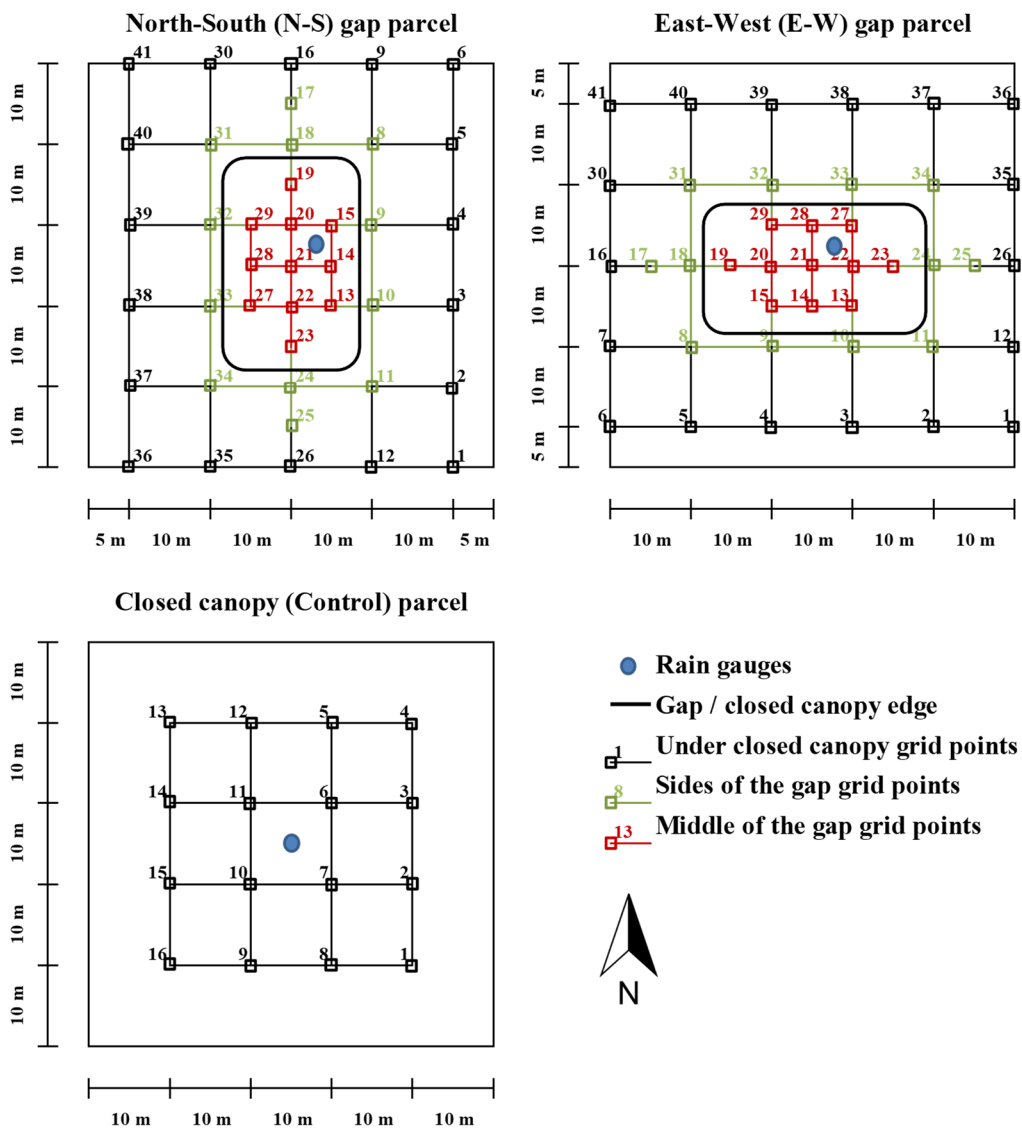 North-South (N-S) gap parcel
41 30 16 9 6
17
40 31 18 8 5
19
39 32 29 20 15 9 4
28 21 14
38 33 27 22 13 10 3
23
37 34 24 11 2
25
36 35 26 12 1
10 m
10 m
10 m
10 m
10 m
5 m 10 m 10 m 10 m 10 m 5 m
East-West (E-W) gap parcel
41 40 39 38 37 36
30 31 32 33 34 35
29 28 27
16 17 18 19 20 21 22 23 24 25 26
15 14 13
7 8 9 10 11 12
6 5 4 3 2 1
5 m
10 m
10 m
10 m
10 m
5 m
10 m 10 m 10 m 10 m 10 m
Closed canopy (Control) parcel
13 12 5 4
14 11 6 3
15 10 7 2
16 9 8 1
10 m
10 m
10 m
10 m
10 m
10 m 10 m 10 m 10 m 10 m
Rain gauges
Gap / closed canopy edge
1 Under closed canopy grid points
8 Sides of the gap grid points
13 Middle of the gap grid points
N